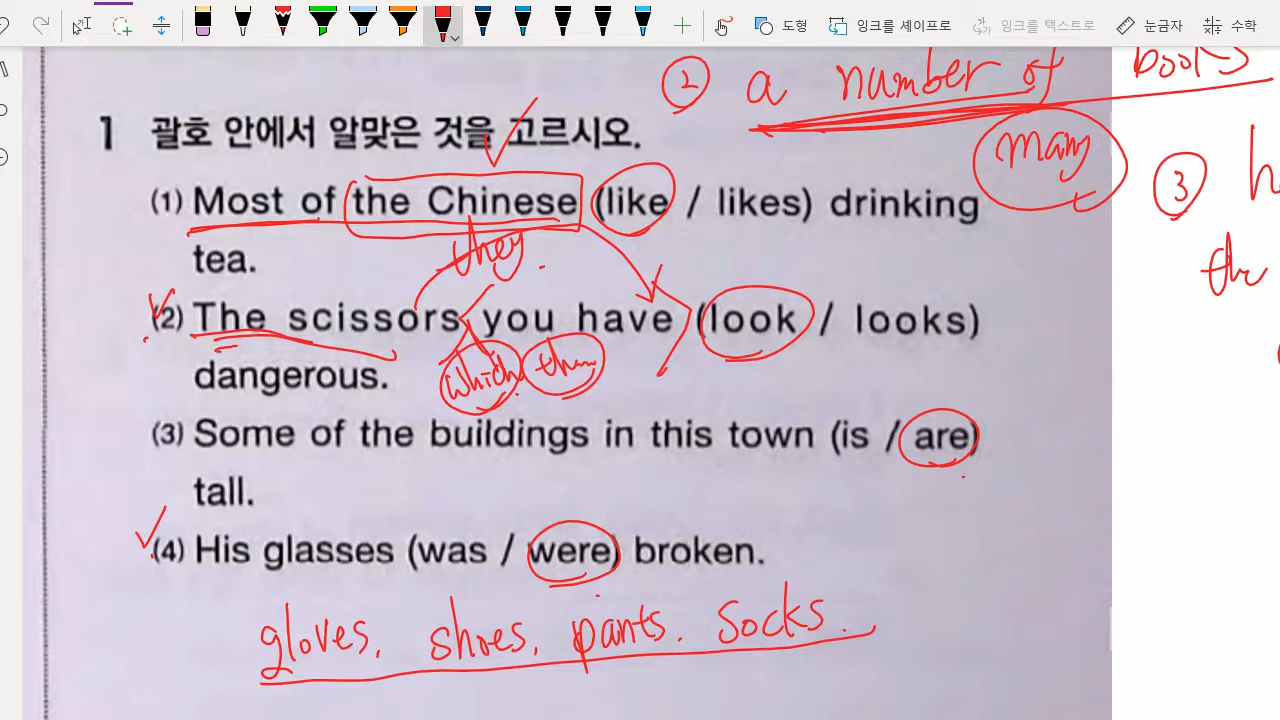 도형 잉크를 셰이프로 잉크를 텍스트로 눈금자 수학
② a number of books
many
③
the
1 괄호 안에서 알맞은 것을 고르시오.
(1) Most of the Chinese (like / likes) drinking
tea.
they
(2) The scissors you have (look / looks)
dangerous.
which
(3) Some of the buildings in this town (is / are)
tall.
(4) His glasses (was / were) broken.
gloves, shoes, pants. socks.